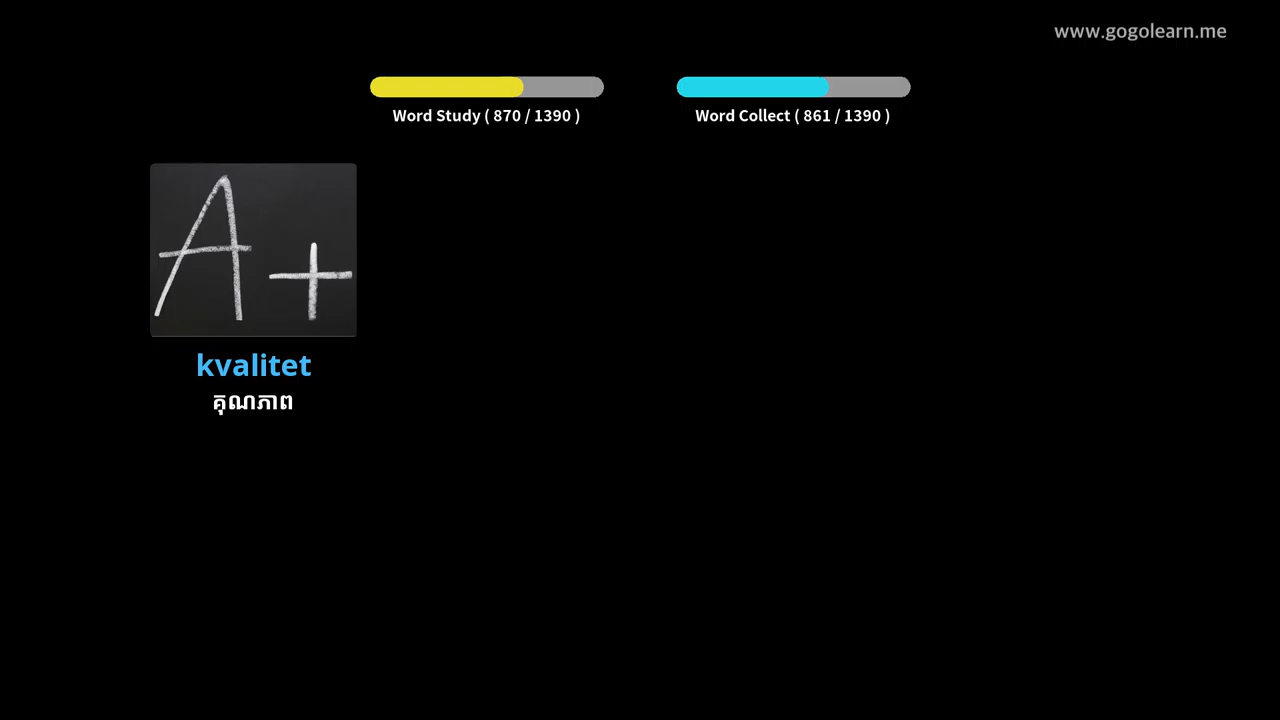 www.gogolearn.me
Word Study ( 870 / 1390 )
Word Collect ( 861 / 1390 )
A+
kvalitet
គុណភាព